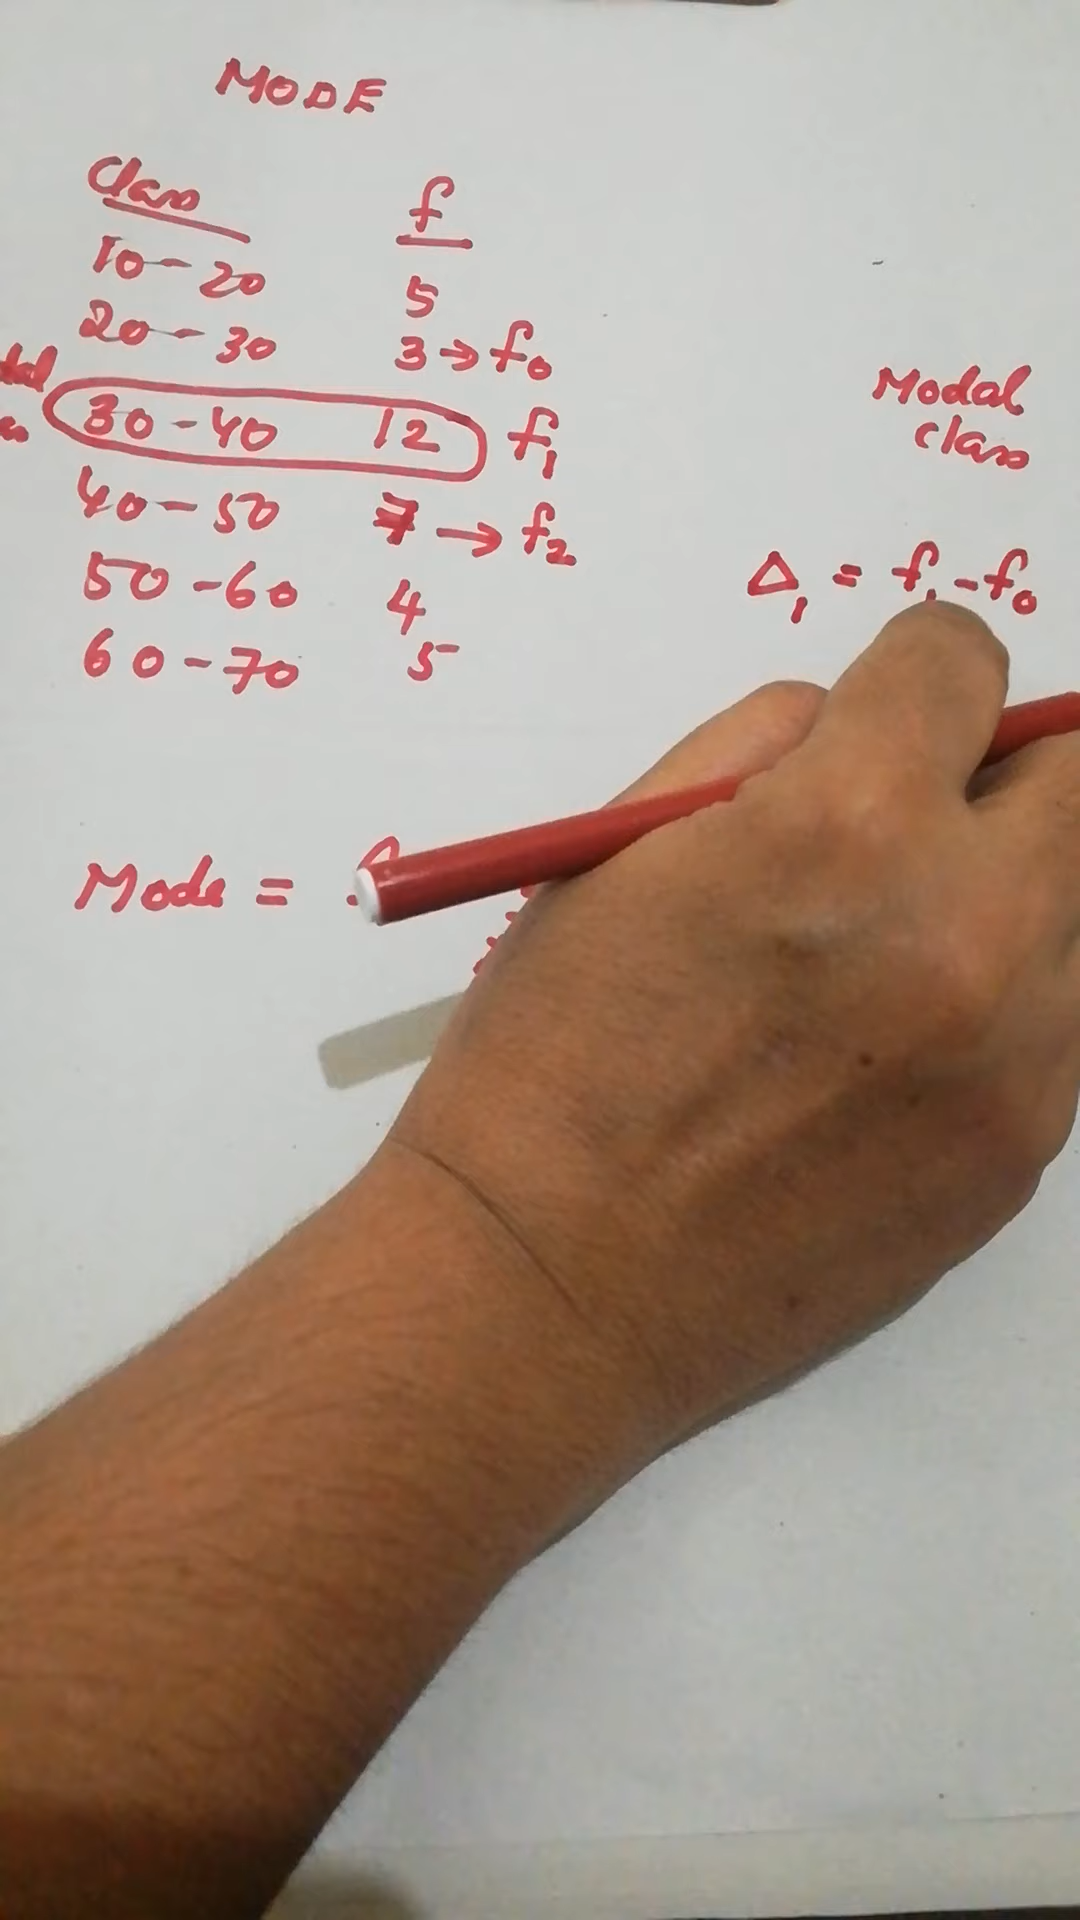 MODE
Class f
10-20 5
20-30 3 → f₀
30-40 12 f₁
40-50 7 → f₂
50-60 4
60-70 5
Modal
class
Δ₁ = f₁-f₀
Mode =